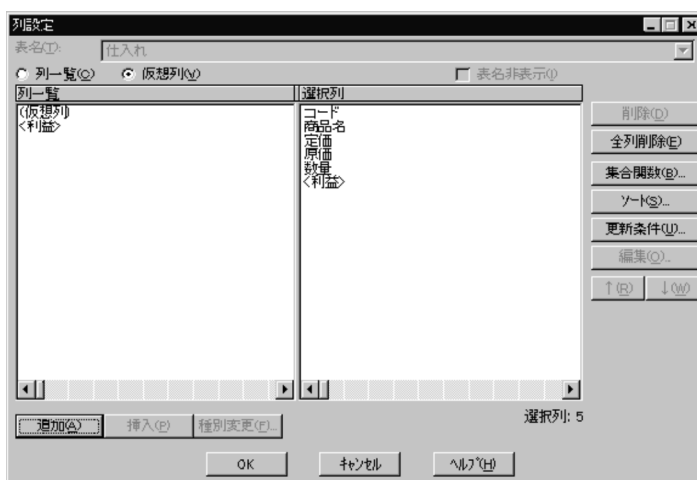 列設定
表名(T):
仕入れ
列一覧(C)
仮想列(V)
表名非表示(I)
列一覧
選択列
(仮想列)
<利益>
コード
商品名
定価
原価
数量
<利益>
削除(D)
全列削除(E)
集合関数(B)...
ソート(S)...
更新条件(U)...
編集(O)...
↑(R)
↓(W)
追加(A)
挿入(P)
種別変更(F)...
選択列: 5
OK
キャンセル
ヘルプ(H)